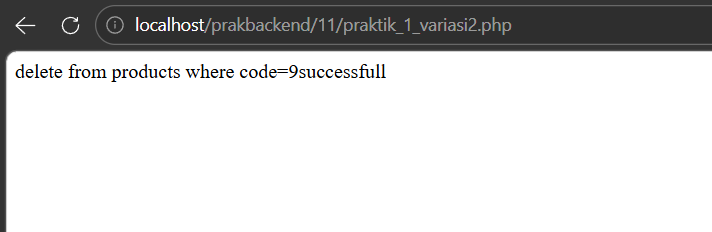 localhost/prakbackend/11/praktik_1_variasi2.php
delete from products where code=9successfull